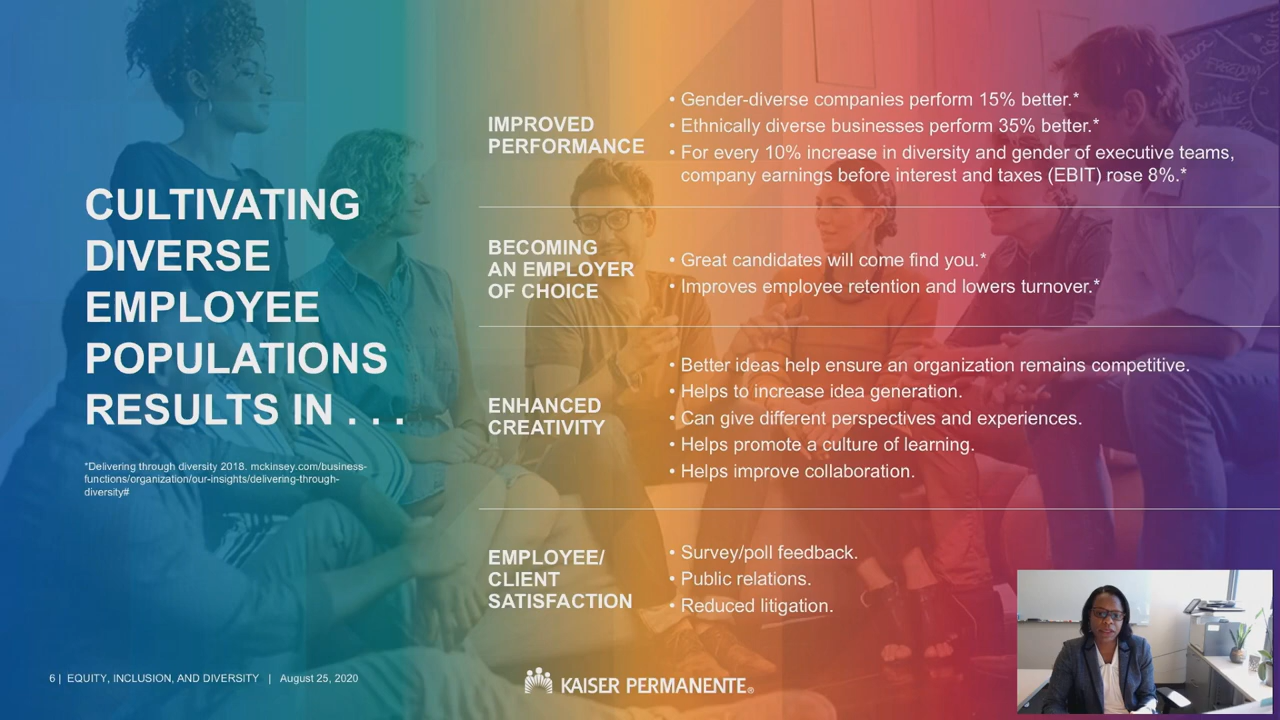 CULTIVATING
DIVERSE
EMPLOYEE
POPULATIONS
RESULTS IN . . .
*Delivering through diversity 2018. mckinsey.com/business-
functions/organization/our-insights/delivering-through-
diversity#
IMPROVED
PERFORMANCE
• Gender-diverse companies perform 15% better.*
• Ethnically diverse businesses perform 35% better.*
• For every 10% increase in diversity and gender of executive teams,
company earnings before interest and taxes (EBIT) rose 8%.*
BECOMING
AN EMPLOYER
OF CHOICE
• Great candidates will come find you.*
• Improves employee retention and lowers turnover.*
ENHANCED
CREATIVITY
• Better ideas help ensure an organization remains competitive.
• Helps to increase idea generation.
• Can give different perspectives and experiences.
• Helps promote a culture of learning.
• Helps improve collaboration.
EMPLOYEE/
CLIENT
SATISFACTION
• Survey/poll feedback.
• Public relations.
• Reduced litigation.
6 | EQUITY, INCLUSION, AND DIVERSITY | August 25, 2020
KAISER PERMANENTE®